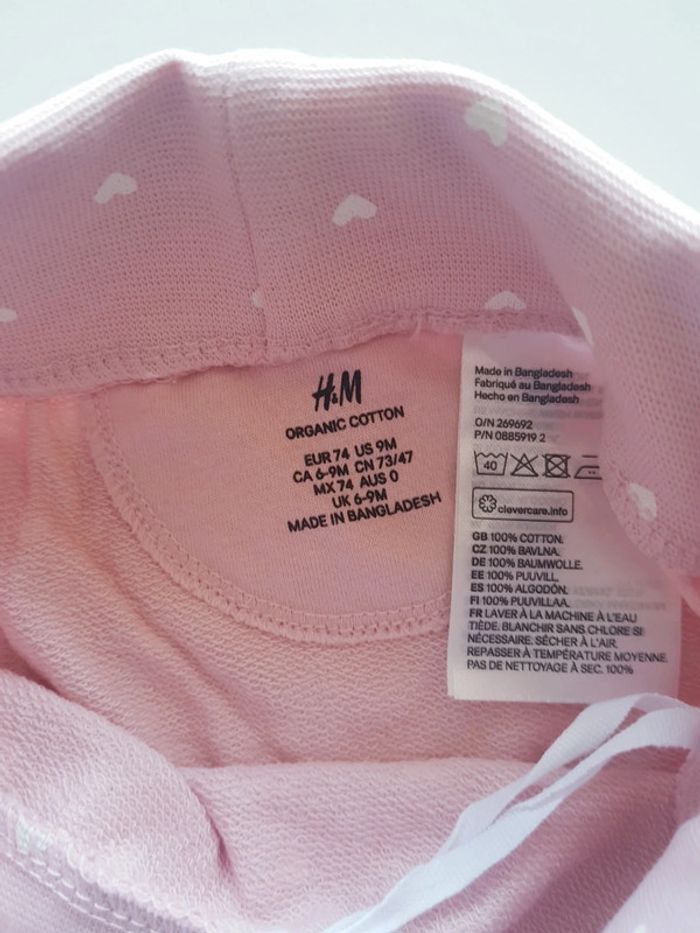 H&M
ORGANIC COTTON
EUR 74 US 9M
CA 6-9M CN 73/47
MX 74 AUS 0
UK 6-9M
MADE IN BANGLADESH
Made in Bangladesh
Fabriqué au Bangladesh
Hecho en Bangladesh
O/N 269692
P/N 0885919 2
40
clevercare.info
GB 100% COTTON.
CZ 100% BAVLNA.
DE 100% BAUMWOLLE.
EE 100% PUUVILL.
ES 100% ALGODÓN.
FI 100% PUUVILLAA.
FR LAVER À LA MACHINE À L'EAU
TIÈDE. BLANCHIR SANS CHLORE SI
NÉCESSAIRE. SÉCHER À L'AIR.
REPASSER À TEMPÉRATURE MOYENNE.
PAS DE NETTOYAGE À SEC. 100%